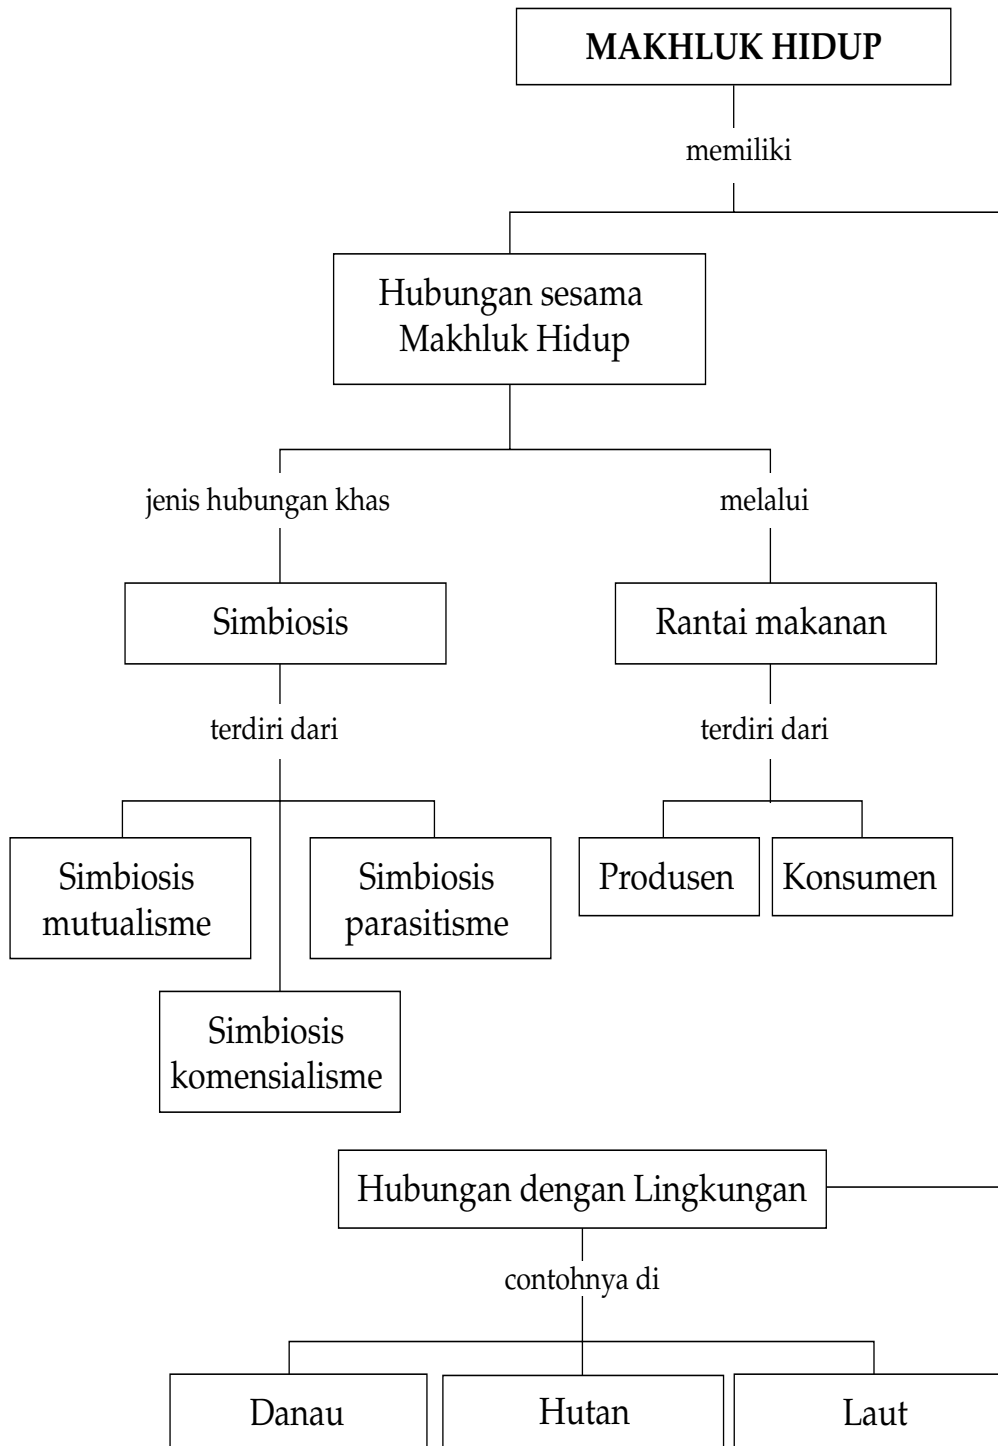 MAKHLUK HIDUP
memiliki
Hubungan sesama
Makhluk Hidup
jenis hubungan khas
melalui
Simbiosis
Rantai makanan
terdiri dari
terdiri dari
Simbiosis
mutualisme
Simbiosis
parasitisme
Produsen
Konsumen
Simbiosis
komensialisme
Hubungan dengan Lingkungan
contohnya di
Danau
Hutan
Laut